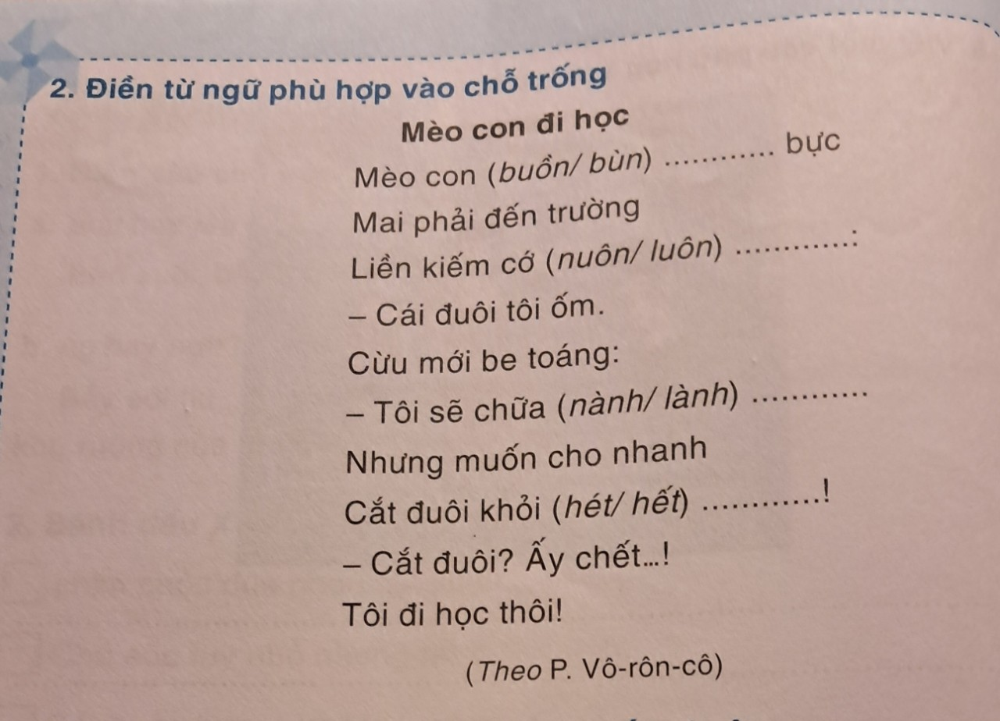 2. Điền từ ngữ phù hợp vào chỗ trống
Mèo con đi học
Mèo con (buồn/ bùn) ............ bực
Mai phải đến trường
Liền kiếm cớ (nuôn/ luôn) .............:
– Cái đuôi tôi ốm.
Cừu mới be toáng:
– Tôi sẽ chữa (nành/ lành) ............
Nhưng muốn cho nhanh
Cắt đuôi khỏi (hét/ hết) ............!
– Cắt đuôi? Ấy chết...!
Tôi đi học thôi!
(Theo P. Vô-rôn-cô)